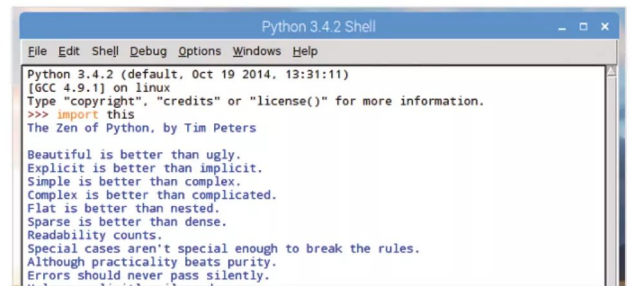 Python 3.4.2 Shell
File Edit Shell Debug Options Windows Help
Python 3.4.2 (default, Oct 19 2014, 13:31:11)
[GCC 4.9.1] on linux
Type "copyright", "credits" or "license()" for more information.
>>> import this
The Zen of Python, by Tim Peters
Beautiful is better than ugly.
Explicit is better than implicit.
Simple is better than complex.
Complex is better than complicated.
Flat is better than nested.
Sparse is better than dense.
Readability counts.
Special cases aren't special enough to break the rules.
Although practicality beats purity.
Errors should never pass silently.